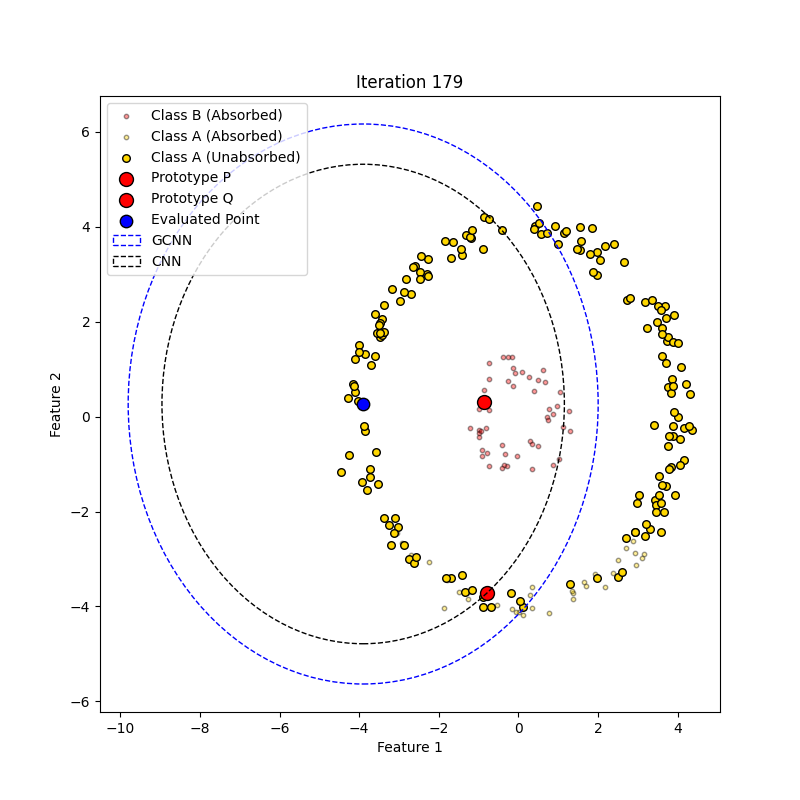 Iteration 179
Class B (Absorbed)
Class A (Absorbed)
Class A (Unabsorbed)
Prototype P
Prototype Q
Evaluated Point
GCNN
CNN
Feature 2
6
4
2
0
−2
−4
−6
−10 −8 −6 −4 −2 0 2 4
Feature 1